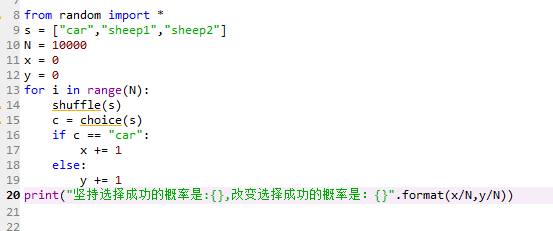 8 from random import *
9 s = ["car","sheep1","sheep2"]
10 N = 10000
11 x = 0
12 y = 0
13 for i in range(N):
14     shuffle(s)
15     c = choice(s)
16     if c == "car":
17         x += 1
18     else:
19         y += 1
20 print("坚持选择成功的概率是:{},改变选择成功的概率是：{}".format(x/N,y/N))
21
22